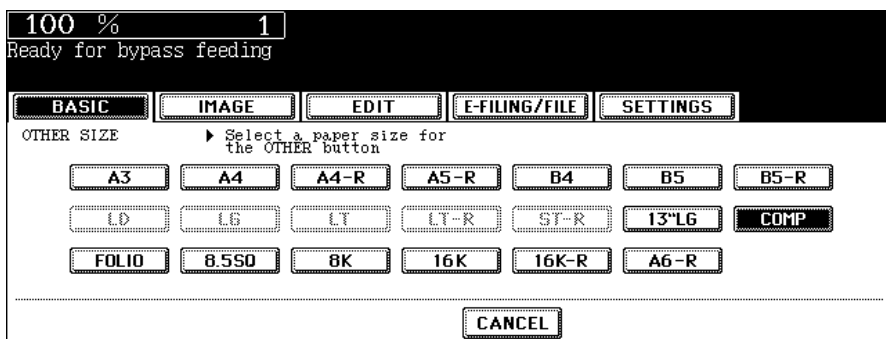 100 % 1
Ready for bypass feeding
BASIC IMAGE EDIT E-FILING/FILE SETTINGS
OTHER SIZE ▶ Select a paper size for
the OTHER button
A3 A4 A4-R A5-R B4 B5 B5-R
LD LG LT LT-R ST-R 13"LG COMP
FOLIO 8.5SQ 8K 16K 16K-R A6-R
CANCEL